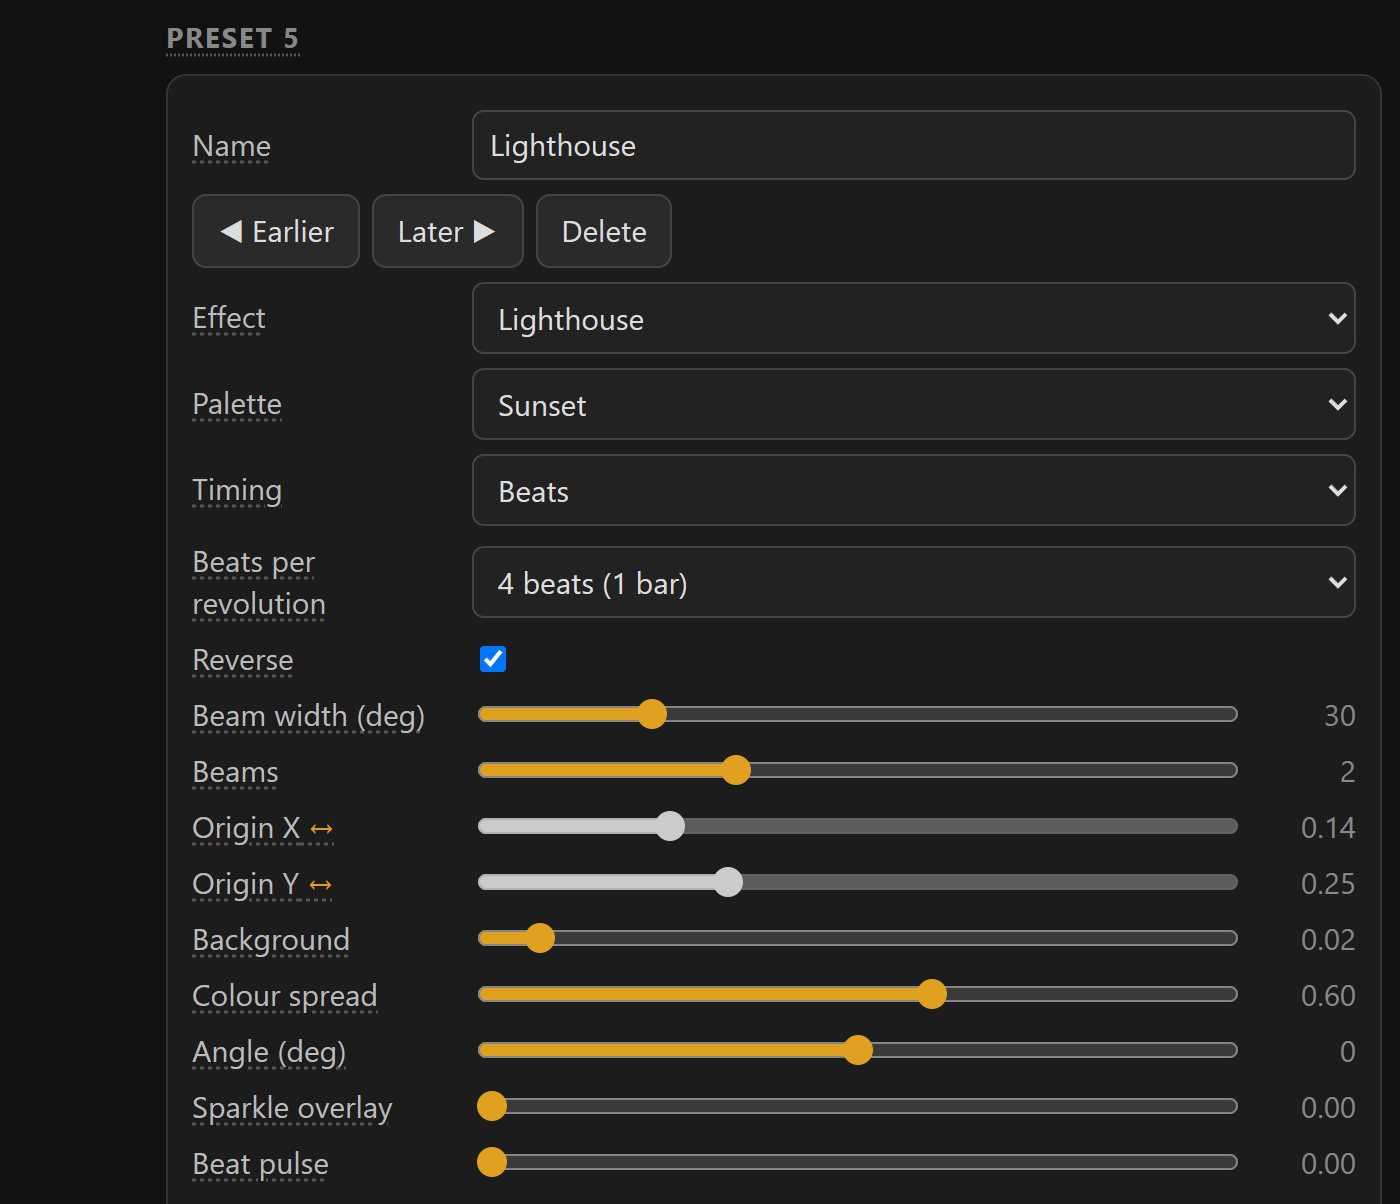 PRESET 5
Name
Lighthouse
◀ Earlier
Later ▶
Delete
Effect
Lighthouse
Palette
Sunset
Timing
Beats
Beats per
revolution
4 beats (1 bar)
Reverse
Beam width (deg)
30
Beams
2
Origin X ↔
0.14
Origin Y ↔
0.25
Background
0.02
Colour spread
0.60
Angle (deg)
0
Sparkle overlay
0.00
Beat pulse
0.00